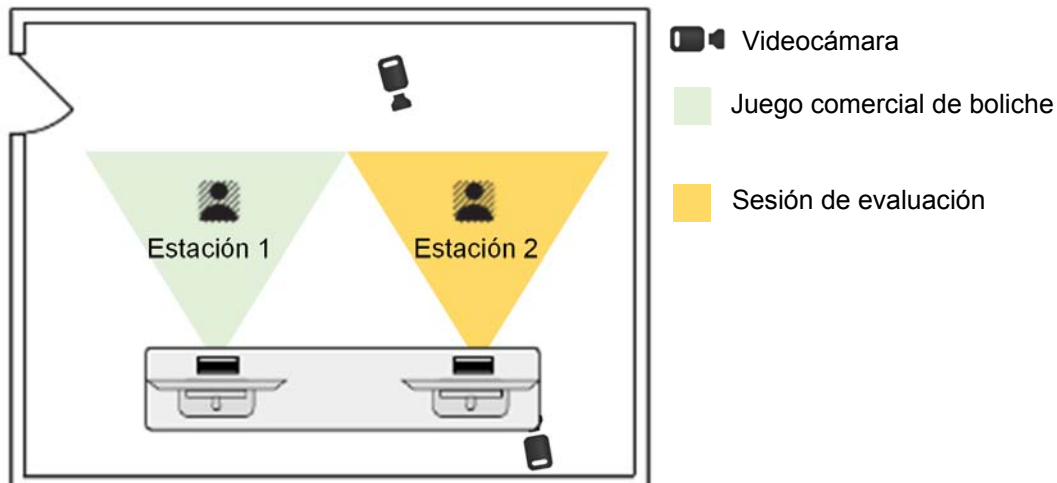 Videocámara
Juego comercial de boliche
Sesión de evaluación
Estación 1
Estación 2